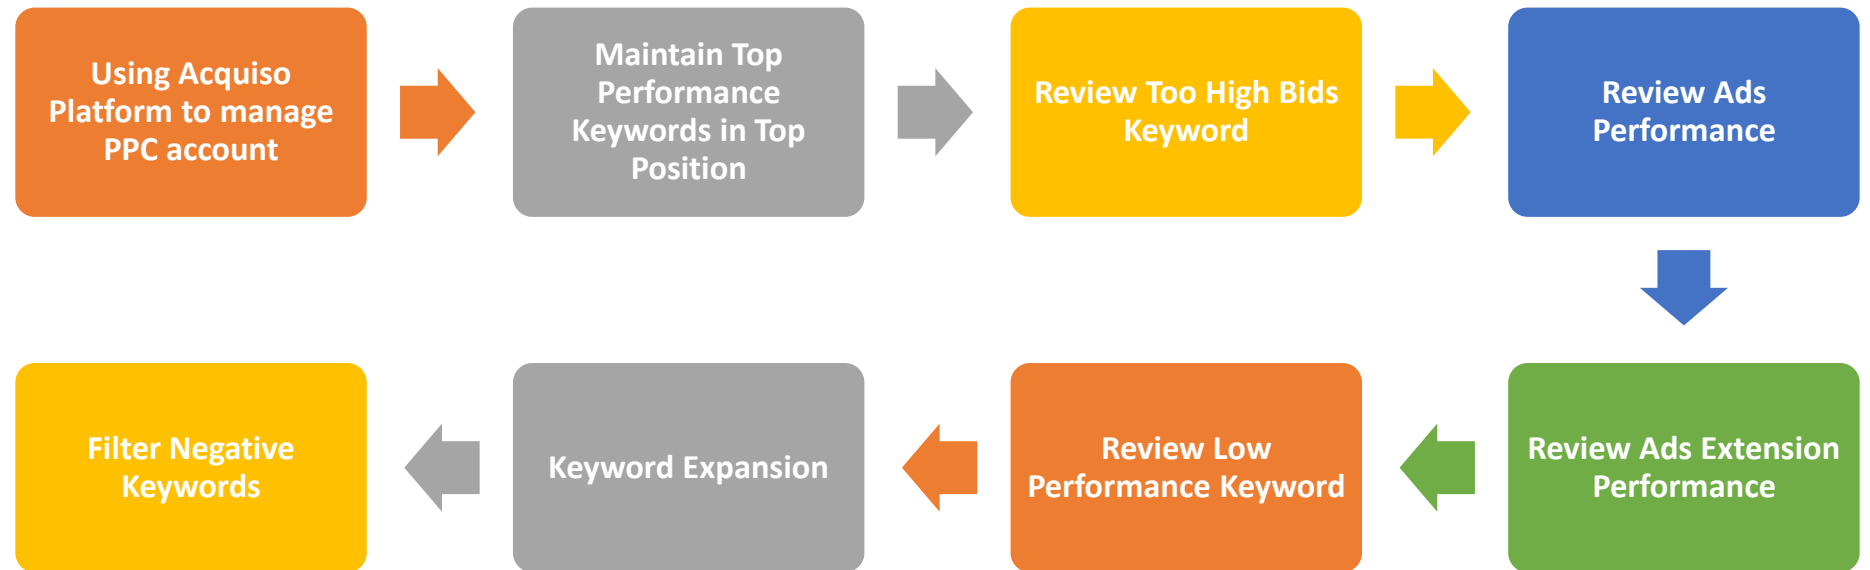 Using Acquiso
Platform to manage
PPC account
Maintain Top
Performance
Keywords in Top
Position
Review Too High Bids
Keyword
Review Ads
Performance
Review Ads Extension
Performance
Review Low
Performance Keyword
Keyword Expansion
Filter Negative
Keywords